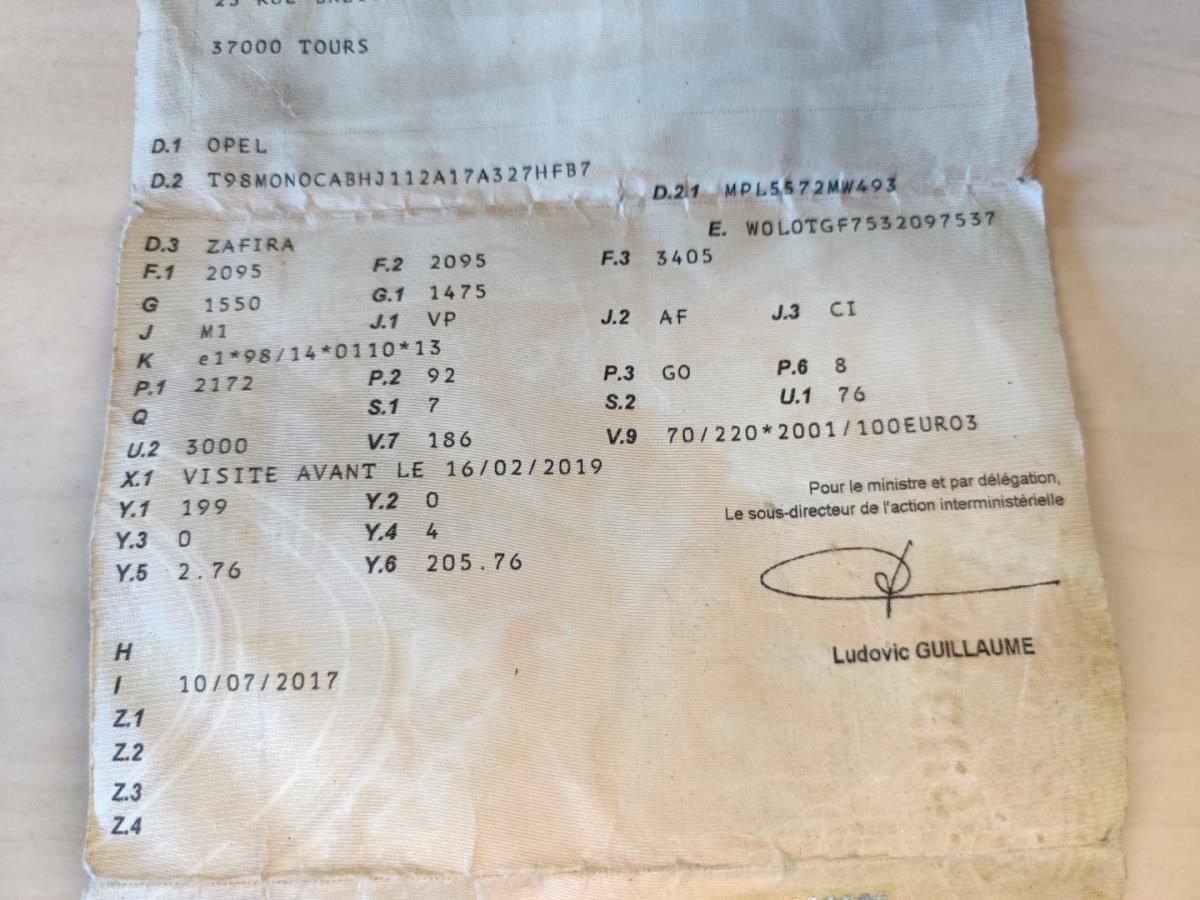 37000 TOURS
D.1 OPEL
D.2 T98MONOCABHJ112A17A327HFB7
D.2.1 MPL5572MW493
E. WOLOTGF7532097537
D.3 ZAFIRA
F.1 2095 F.2 2095 F.3 3405
G 1550 G.1 1475
J M1 J.1 VP J.2 AF J.3 CI
K e1*98/14*0110*13
P.1 2172 P.2 92 P.3 GO P.6 8
Q S.1 7 S.2 U.1 76
U.2 3000 V.7 186 V.9 70/220*2001/100EURO3
X.1 VISITE AVANT LE 16/02/2019
Y.1 199 Y.2 0
Y.3 0 Y.4 4
Y.5 2.76 Y.6 205.76
Pour le ministre et par délégation,
Le sous-directeur de l'action interministérielle
Ludovic GUILLAUME
H
I 10/07/2017
Z.1
Z.2
Z.3
Z.4